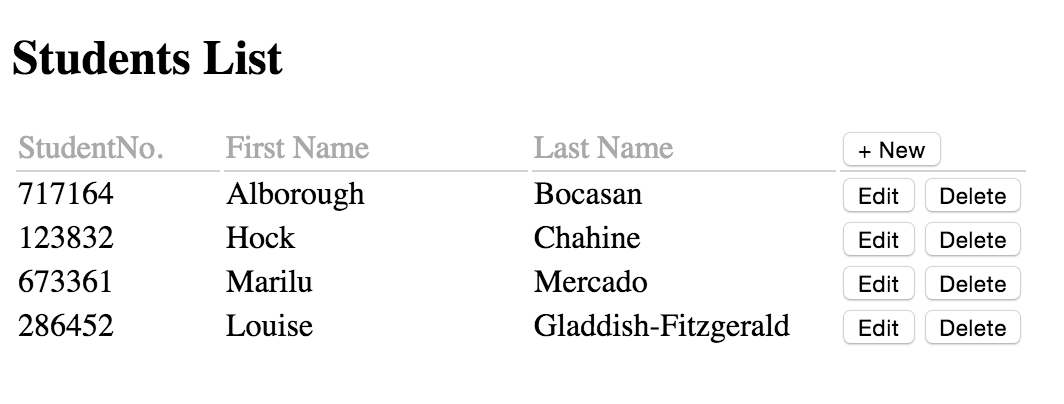 Students List
StudentNo. First Name Last Name + New
717164 Alborough Bocasan Edit Delete
123832 Hock Chahine Edit Delete
673361 Marilu Mercado Edit Delete
286452 Louise Gladdish-Fitzgerald Edit Delete